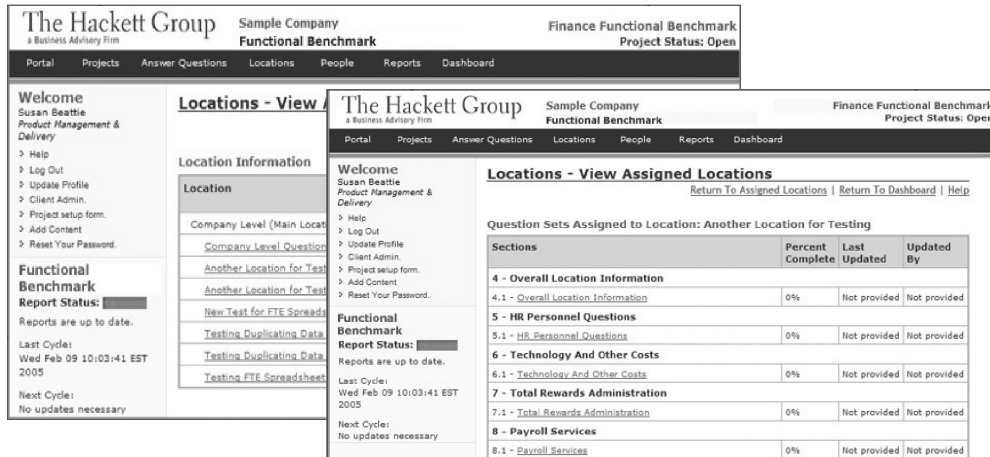 The Hackett Group
a Business Advisory Firm
Sample Company
Functional Benchmark
Finance Functional Benchmark
Project Status: Open
Portal Projects Answer Questions Locations People Reports Dashboard
Welcome
Susan Beattie
Product Management &
Delivery
Help
Log Out
Update Profile
Client Admin.
Project setup form.
Add Content
Reset Your Password.
Functional
Benchmark
Report Status:
Reports are up to date.
Last Cycle:
Wed Feb 09 10:03:41 EST
2005
Next Cycle:
No updates necessary
Locations - View
Location Information
Location
Company Level (Main
Company Level
Another Location for
Another Location for
New Test for FTE
Testing Duplicating Data
Testing Duplicating Data
Testing FTE Spreadsheet
The Hackett Group
a Business Advisory Firm
Sample Company
Functional Benchmark
Finance Functional Benchmark
Project Status: Open
Portal Projects Answer Questions Locations People Reports Dashboard
Welcome
Susan Beattie
Product Management &
Delivery
Help
Log Out
Update Profile
Client Admin.
Project setup form.
Add Content
Reset Your Password.
Functional
Benchmark
Report Status:
Reports are up to date.
Last Cycle:
Wed Feb 09 10:03:41 EST
2005
Next Cycle:
No updates necessary
Locations - View Assigned Locations
Return To Assigned Locations | Return To Dashboard | Help
Question Sets Assigned to Location: Another Location for Testing
Sections Percent Complete Last Updated Updated By
4 - Overall Location Information
4.1 - Overall Location Information 0% Not provided Not provided
5 - HR Personnel Questions
5.1 - HR Personnel Questions 0% Not provided Not provided
6 - Technology And Other Costs
6.1 - Technology And Other Costs 0% Not provided Not provided
7 - Total Rewards Administration
7.1 - Total Rewards Administration 0% Not provided Not provided
8 - Payroll Services
8.1 - Payroll Services 0% Not provided Not provided